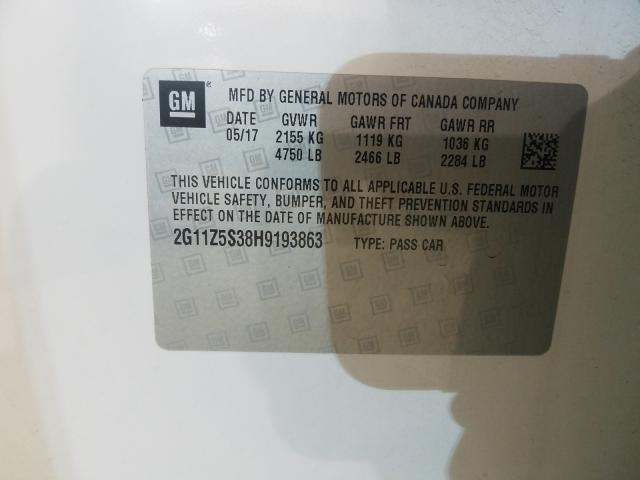 GM ® MFD BY GENERAL MOTORS OF CANADA COMPANY
DATE GVWR GAWR FRT GAWR RR
05/17 2155 KG 1119 KG 1036 KG
4750 LB 2466 LB 2284 LB
THIS VEHICLE CONFORMS TO ALL APPLICABLE U.S. FEDERAL MOTOR
VEHICLE SAFETY, BUMPER, AND THEFT PREVENTION STANDARDS IN
EFFECT ON THE DATE OF MANUFACTURE SHOWN ABOVE.
2G11Z5S38H9193863 TYPE: PASS CAR